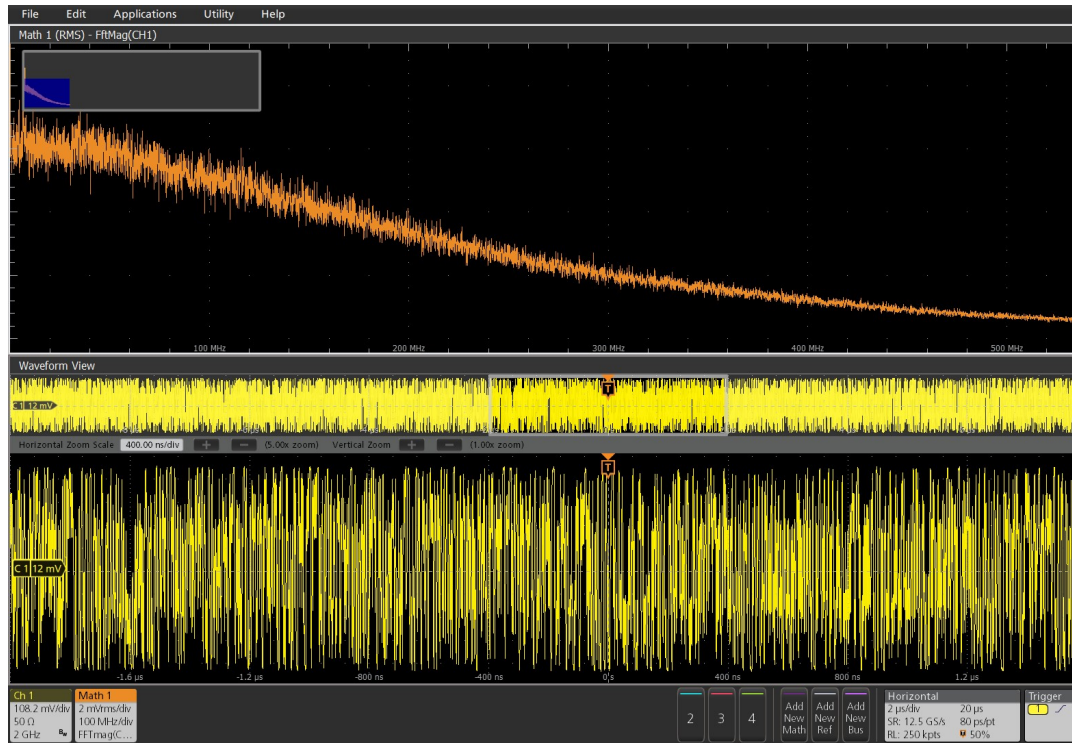 File Edit Applications Utility Help
Math 1 (RMS) - FftMag(CH1)
100 MHz 200 MHz 300 MHz 400 MHz 500 MHz
Waveform View
T
C 1 12 mV
Horizontal Zoom Scale 400.00 ns/div + − (5.00x zoom) Vertical Zoom + − (1.00x zoom)
T
C 1 12 mV
-1.6 µs -1.2 µs -800 ns -400 ns 0 s 400 ns 800 ns 1.2 µs
Ch 1
108.2 mV/div
50 Ω
2 GHz Bw
Math 1
2 mVrms/div
100 MHz/div
FFTmag(C...
2 3 4
Add New Math
Add New Ref
Add New Bus
Horizontal
2 µs/div 20 µs
SR: 12.5 GS/s 80 ps/pt
RL: 250 kpts 50%
Trigger
1